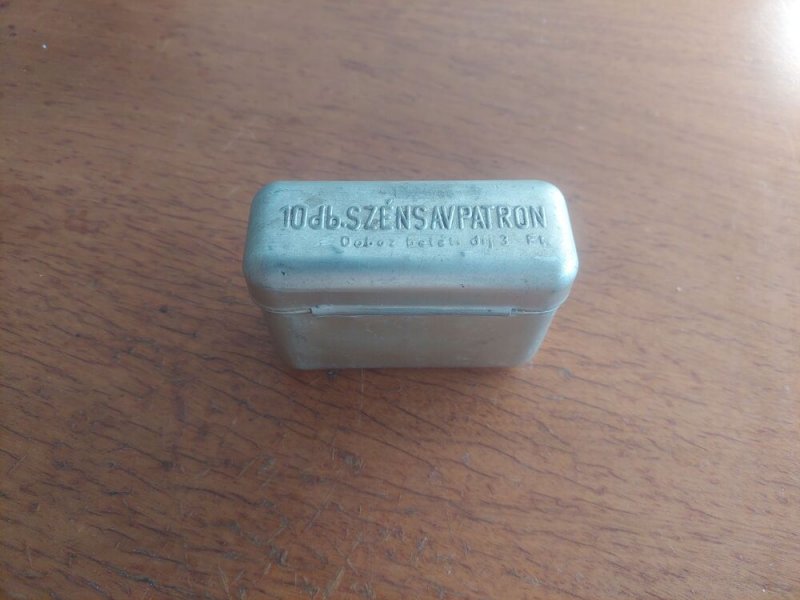 10db.SZÉNSAVPATRON
Doboz betéti díj 3 Ft.